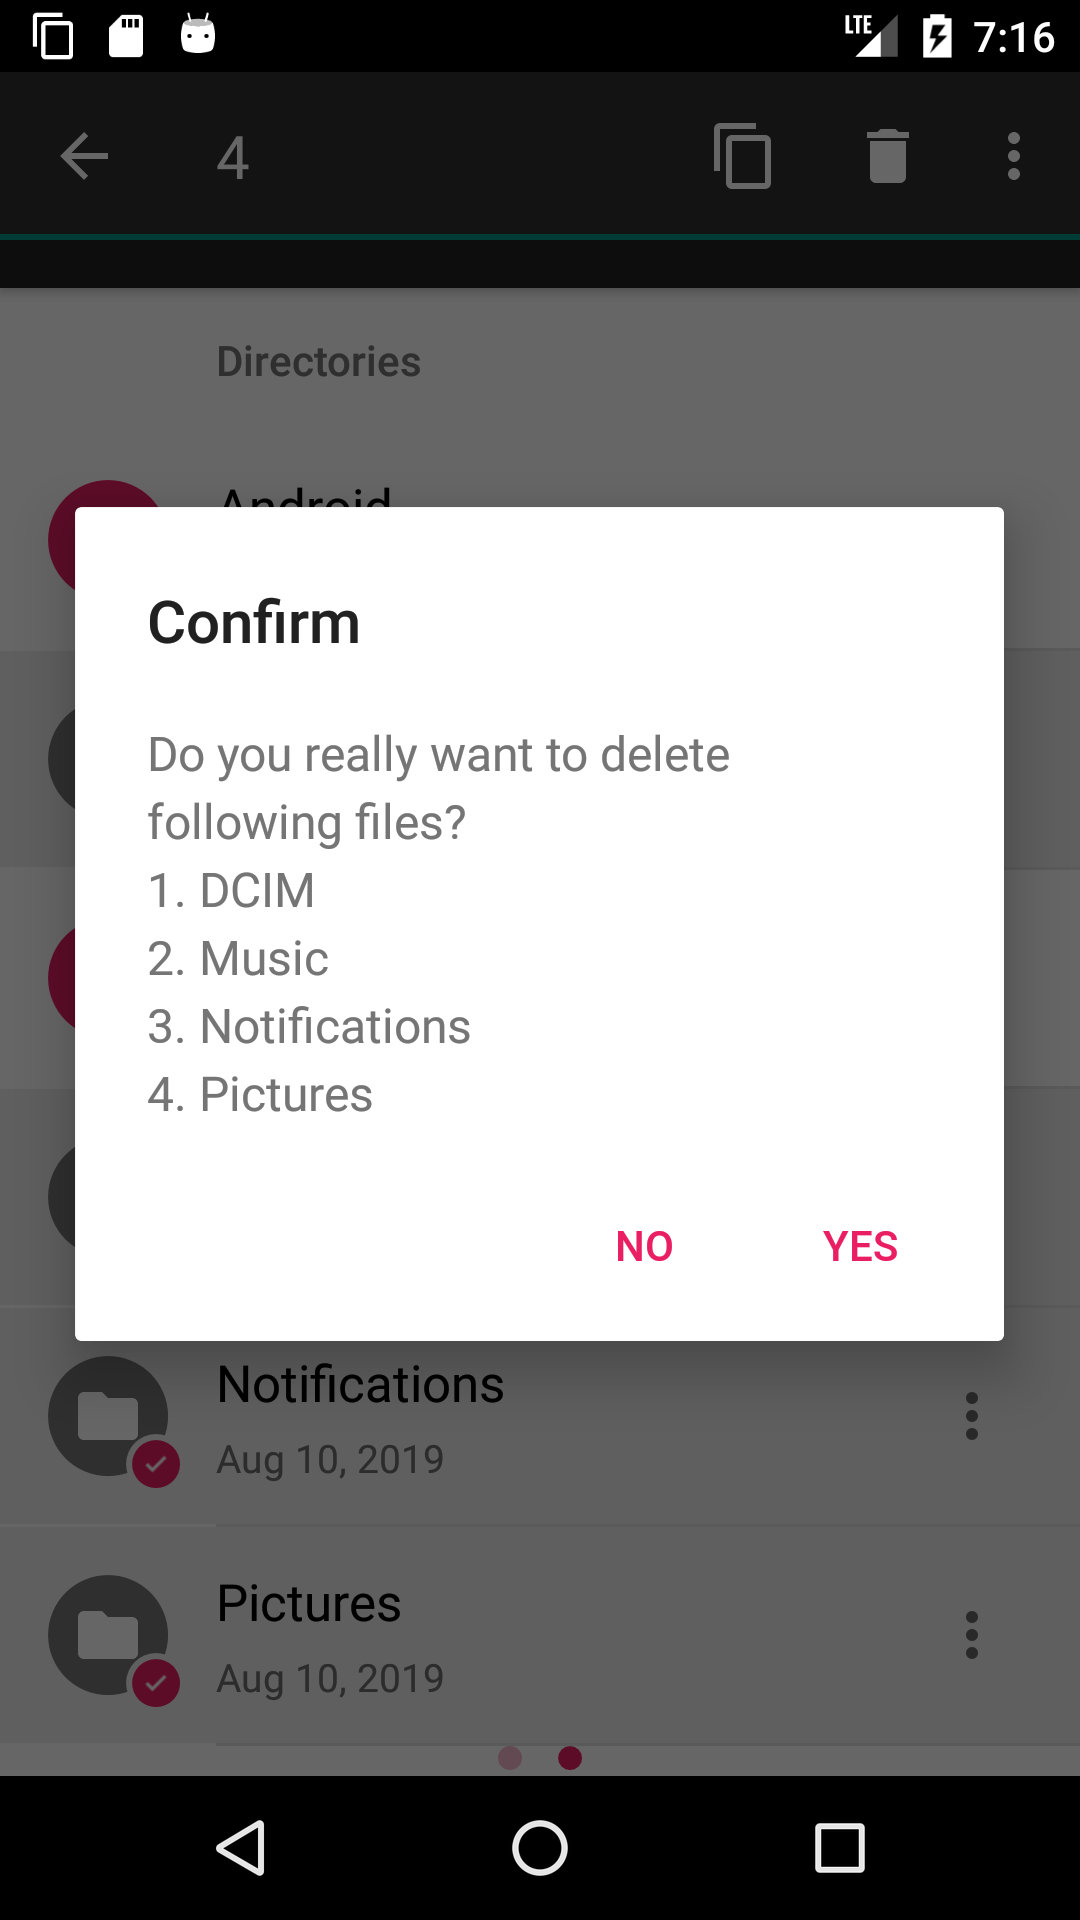 LTE 7:16
4
Directories
Android
Confirm
Do you really want to delete
following files?
1. DCIM
2. Music
3. Notifications
4. Pictures
NO YES
Notifications
Aug 10, 2019
Pictures
Aug 10, 2019